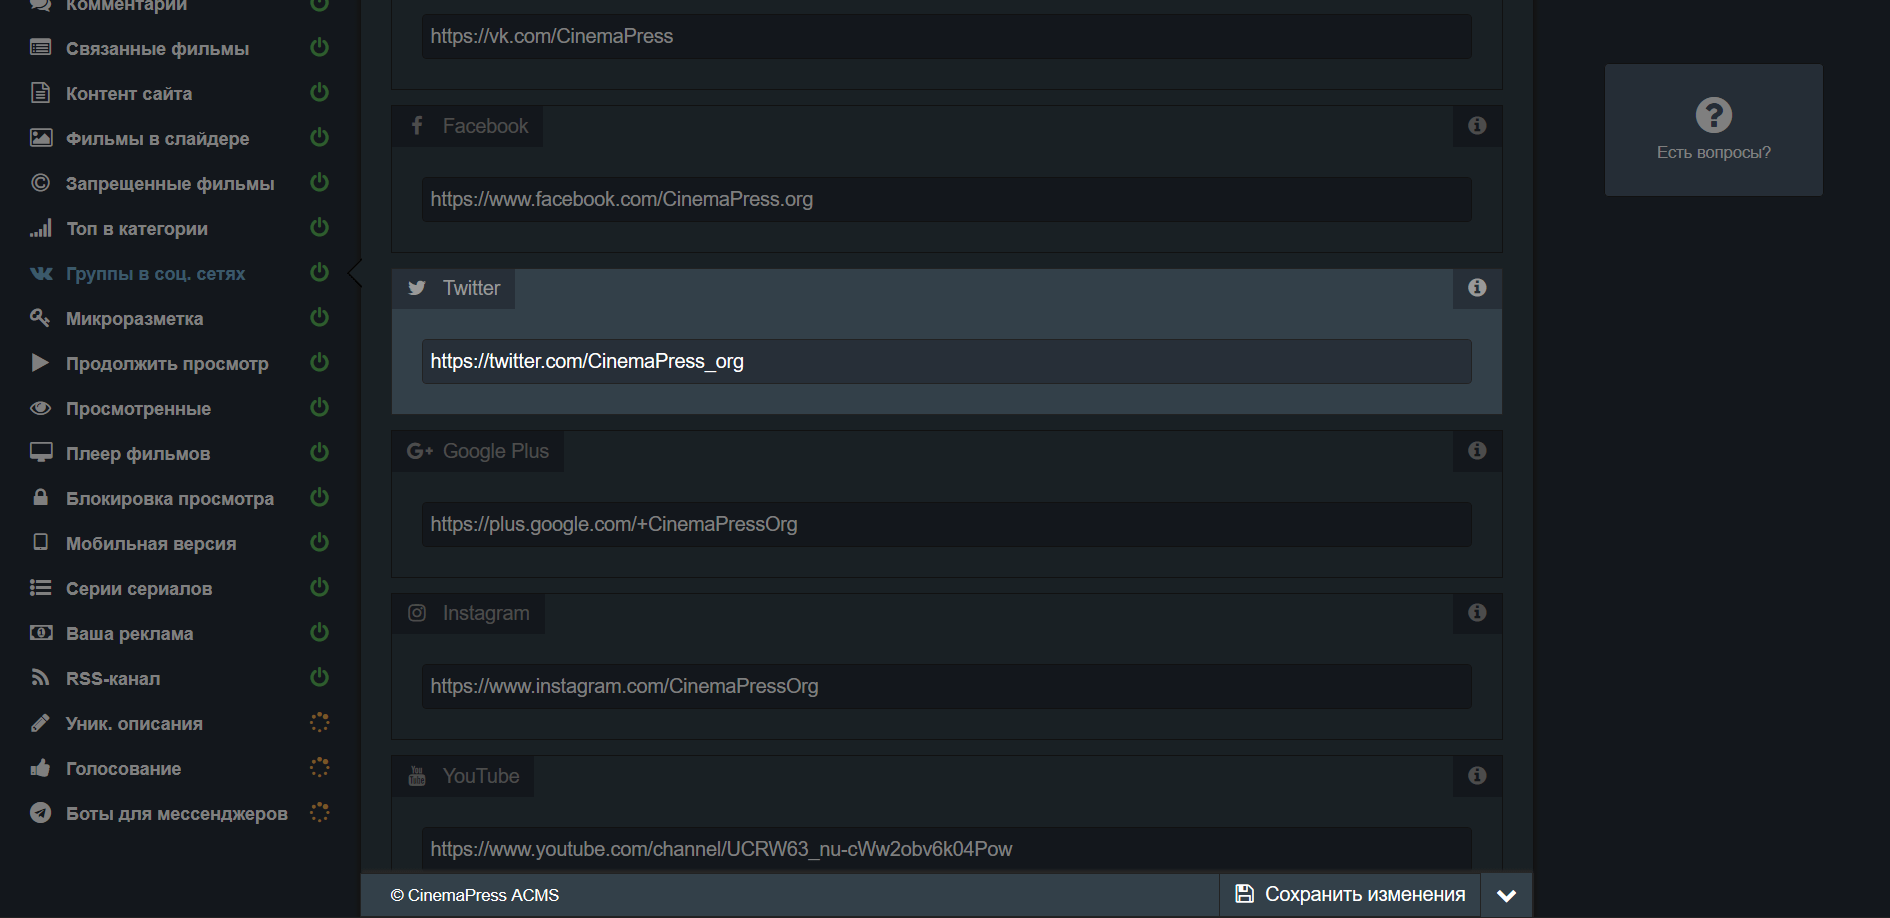 Комментарии
Связанные фильмы
Контент сайта
Фильмы в слайдере
Запрещенные фильмы
Топ в категории
Группы в соц. сетях
Микроразметка
Продолжить просмотр
Просмотренные
Плеер фильмов
Блокировка просмотра
Мобильная версия
Серии сериалов
Ваша реклама
RSS-канал
Уник. описания
Голосование
Боты для мессенджеров
https://vk.com/CinemaPress
Facebook
https://www.facebook.com/CinemaPress.org
Twitter
https://twitter.com/CinemaPress_org
Google Plus
https://plus.google.com/+CinemaPressOrg
Instagram
https://www.instagram.com/CinemaPressOrg
YouTube
https://www.youtube.com/channel/UCRW63_nu-cWw2obv6k04Pow
© CinemaPress ACMS
Сохранить изменения
Есть вопросы?